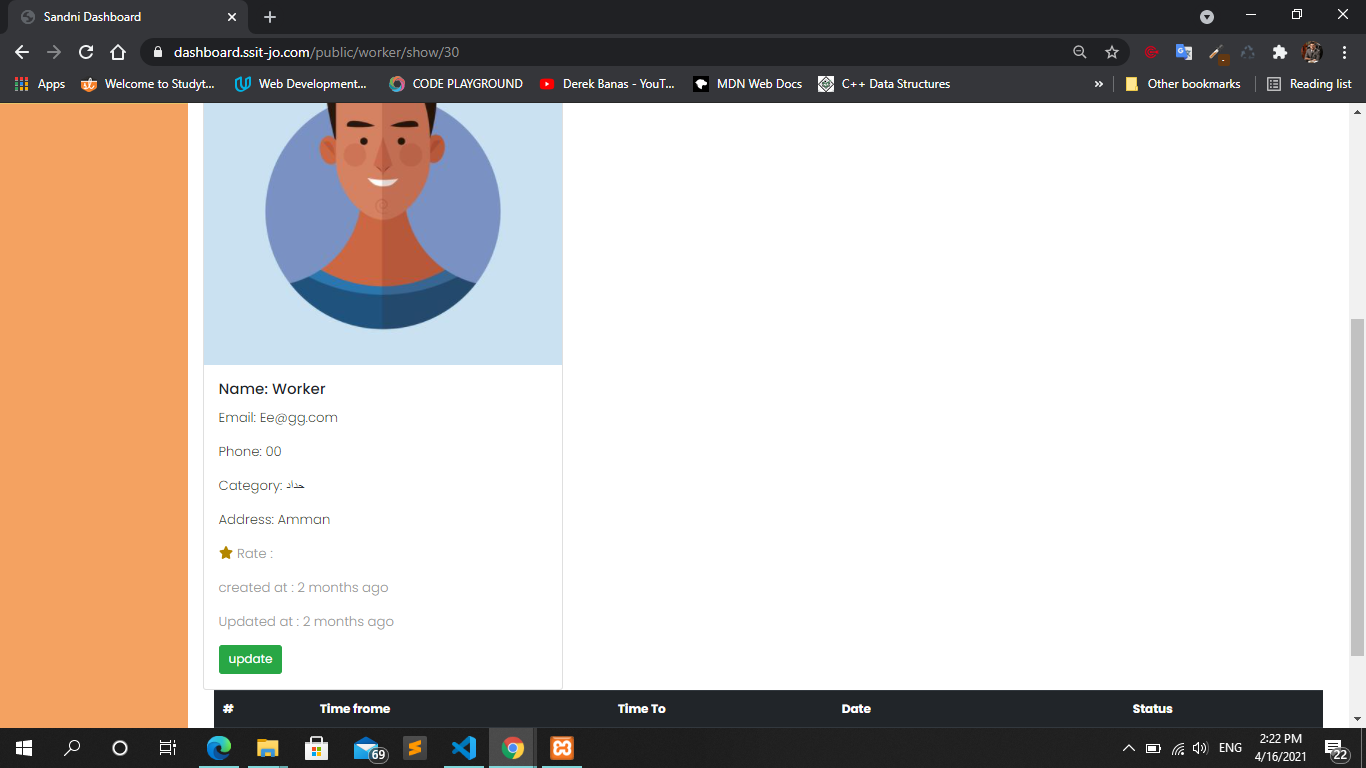 Sandni Dashboard
dashboard.ssit-jo.com/public/worker/show/30
Apps
Welcome to Studyt...
Web Development...
CODE PLAYGROUND
Derek Banas - YouT...
MDN Web Docs
C++ Data Structures
»
Other bookmarks
Reading list
Name: Worker
Email: Ee@gg.com
Phone: 00
Category: حداد
Address: Amman
Rate :
created at : 2 months ago
Updated at : 2 months ago
update
# Time frome Time To Date Status
69
ENG
2:22 PM
4/16/2021
22